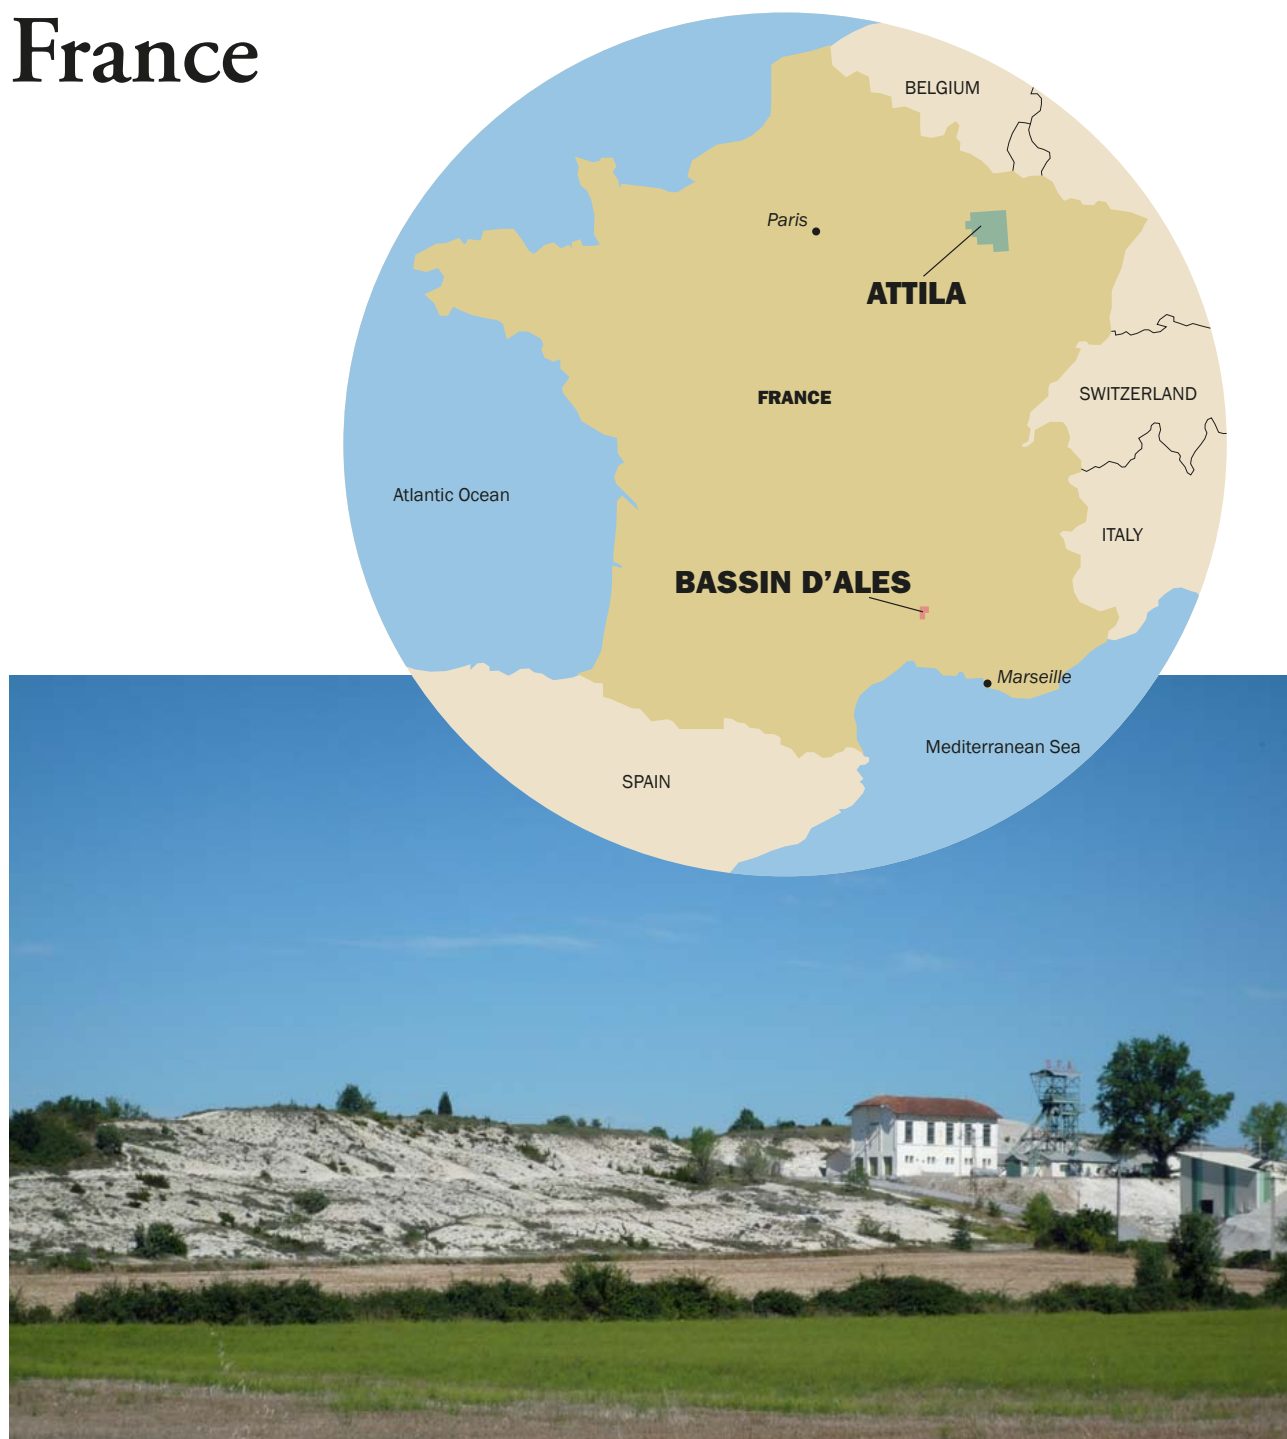 France
BELGIUM
Paris
ATTILA
FRANCE
SWITZERLAND
Atlantic Ocean
ITALY
BASSIN D’ALES
Marseille
Mediterranean Sea
SPAIN